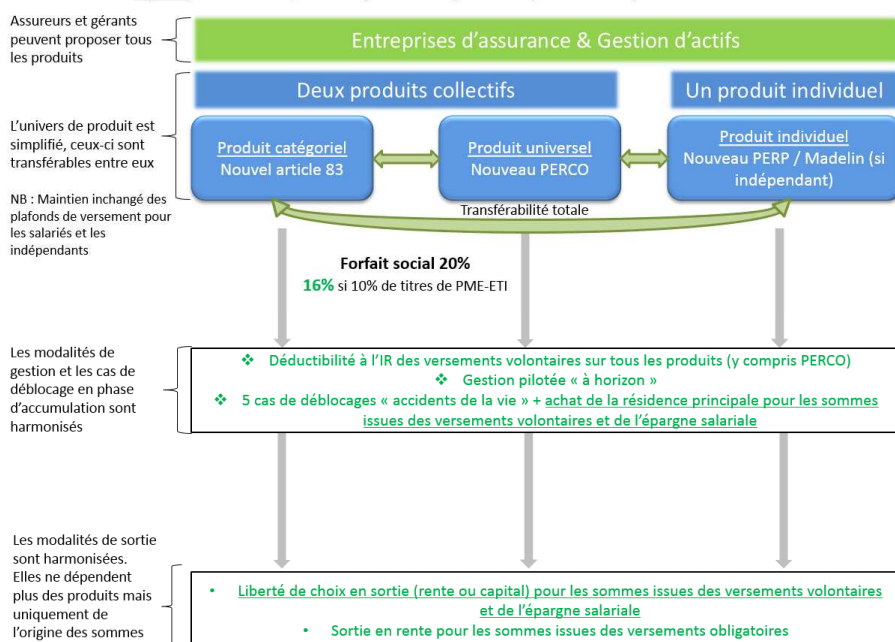 Assureurs et gérants
peuvent proposer tous
les produits
Entreprises d'assurance & Gestion d'actifs
Deux produits collectifs
Un produit individuel
L'univers de produit est
simplifié, ceux-ci sont
transférables entre eux
NB : Maintien inchangé des
plafonds de versement pour
les salariés et les
indépendants
Produit catégoriel
Nouvel article 83
Produit universel
Nouveau PERCO
Produit individuel
Nouveau PERP / Madelin (si
indépendant)
Transférabilité totale
Forfait social 20%
16% si 10% de titres de PME-ETI
Les modalités de
gestion et les cas de
déblocage en phase
d'accumulation sont
harmonisés
❖ Déductibilité à l'IR des versements volontaires sur tous les produits (y compris PERCO)
❖ Gestion pilotée « à horizon »
❖ 5 cas de déblocages « accidents de la vie » + achat de la résidence principale pour les sommes
issues des versements volontaires et de l'épargne salariale
Les modalités de sortie
sont harmonisées.
Elles ne dépendent
plus des produits mais
uniquement de
l'origine des sommes
• Liberté de choix en sortie (rente ou capital) pour les sommes issues des versements volontaires
et de l'épargne salariale
• Sortie en rente pour les sommes issues des versements obligatoires